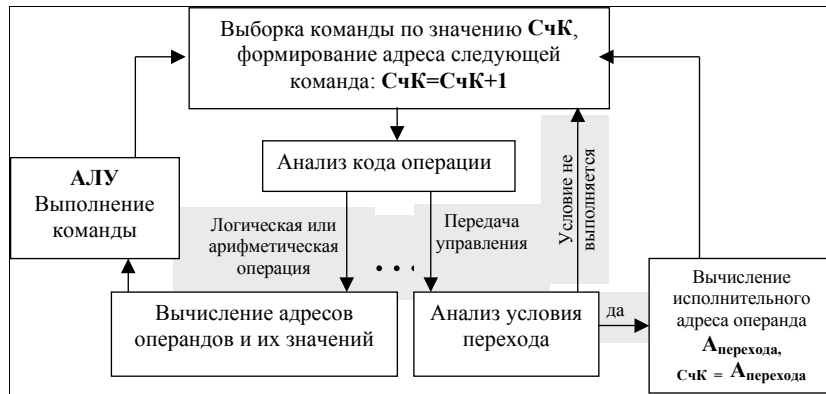 Выборка команды по значению СчК,
формирование адреса следующей
команда: СчК=СчК+1
Анализ кода операции
АЛУ
Выполнение
команды
Логическая или
арифметическая
операция
• • •
Передача
управления
Условие не
выполняется
Вычисление адресов
операндов и их значений
Анализ условия
перехода
да
Вычисление
исполнительного
адреса операнда
Aперехода,
СчК = Aперехода